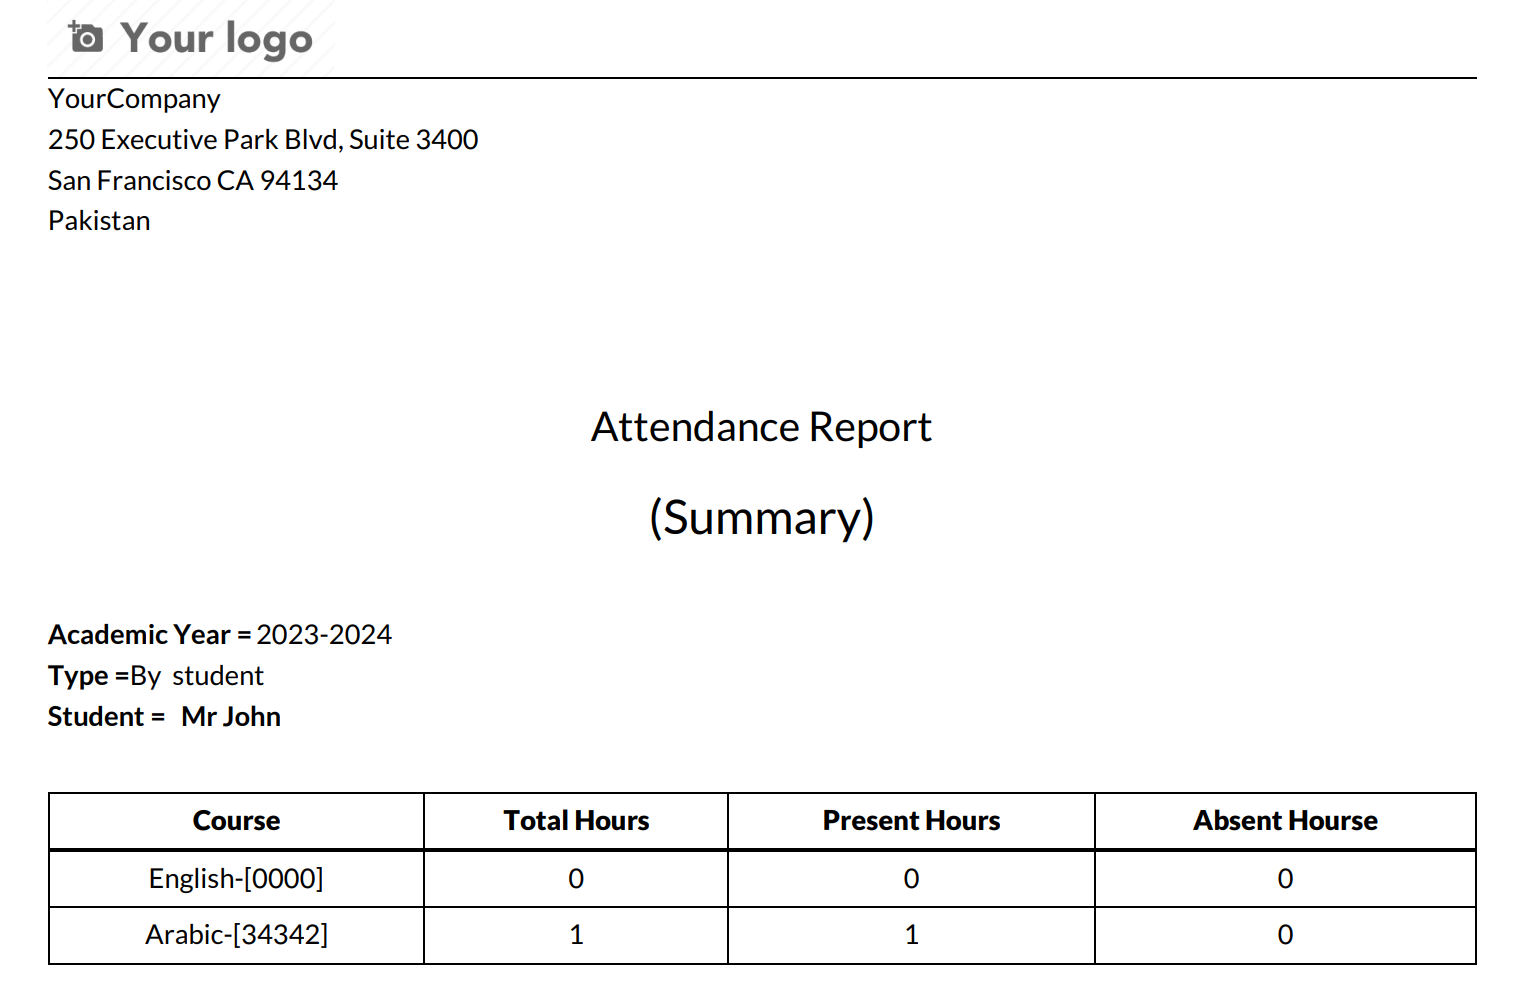 Your logo
YourCompany
250 Executive Park Blvd, Suite 3400
San Francisco CA 94134
Pakistan
Attendance Report
(Summary)
Academic Year = 2023-2024
Type =By student
Student = Mr John
Course Total Hours Present Hours Absent Hourse
English-[0000] 0 0 0
Arabic-[34342] 1 1 0